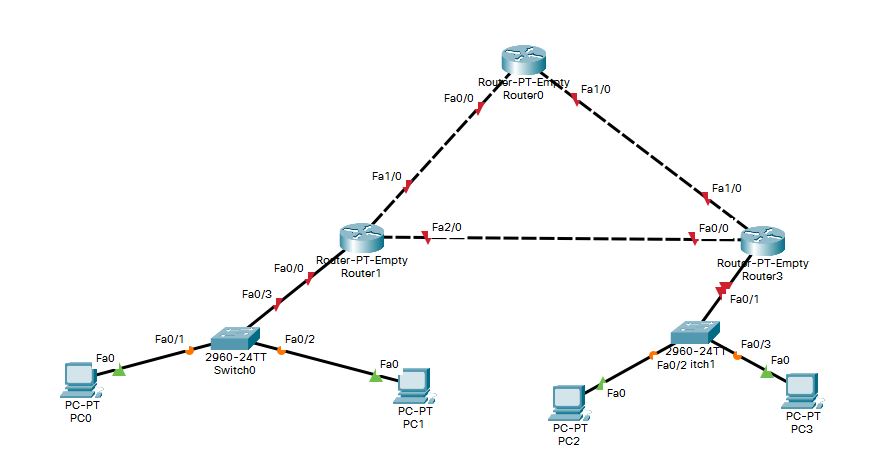 Router-PT-Empty
Router0
Fa0/0
Fa1/0
Fa1/0
Fa1/0
Fa2/0
Fa0/0
Router-PT-Empty
Router1
Router-PT-Empty
Router3
Fa0/0
Fa0/3
Fa0/1
Fa0/1
Fa0/2
2960-24TT
Switch0
2960-24TT
itch1
Fa0/2
Fa0/3
Fa0
Fa0
Fa0
Fa0
PC-PT
PC0
PC-PT
PC1
PC-PT
PC2
PC-PT
PC3